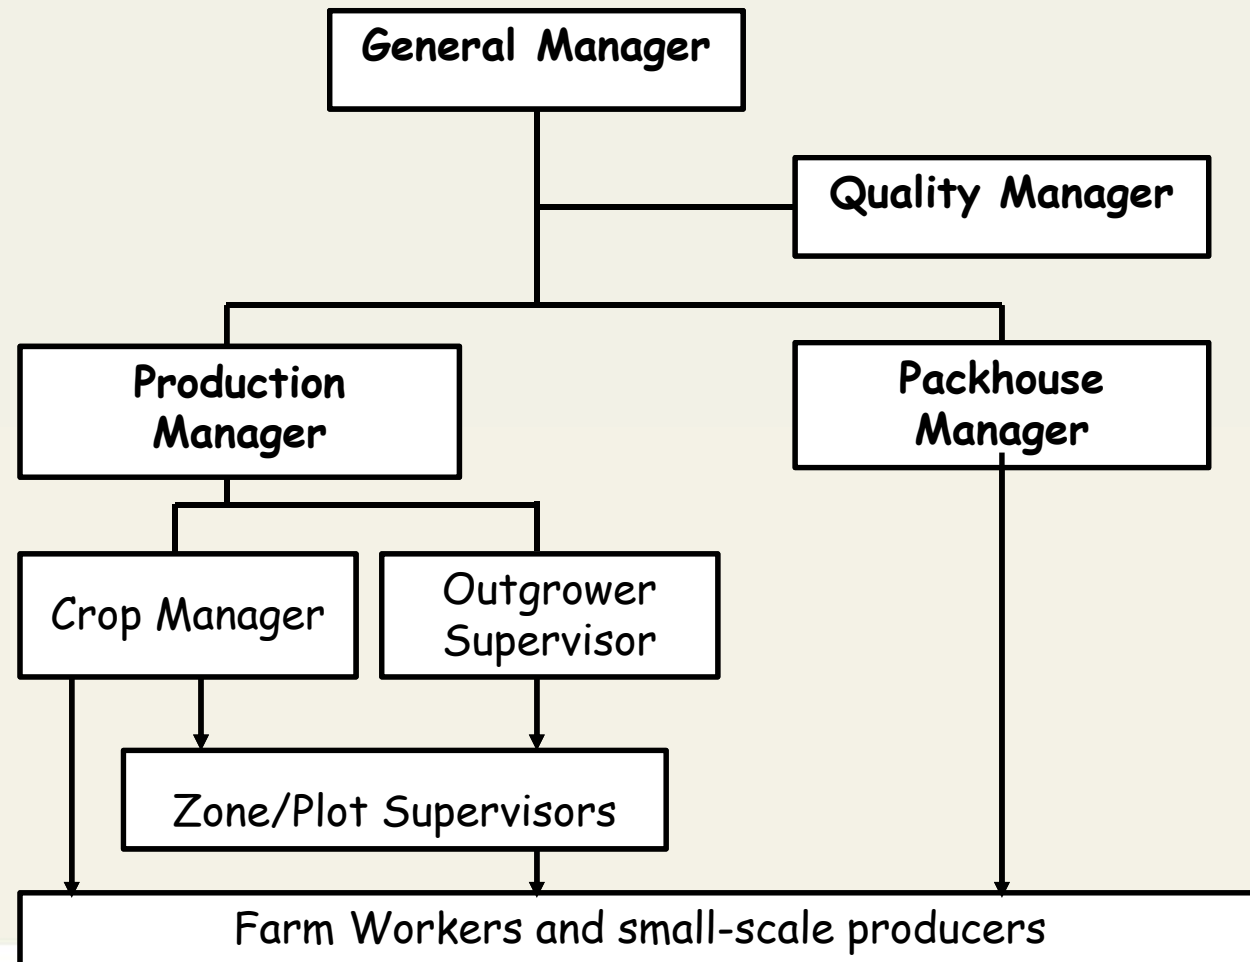 General Manager
Quality Manager
Production
Manager
Packhouse
Manager
Crop Manager
Outgrower
Supervisor
Zone/Plot Supervisors
Farm Workers and small-scale producers